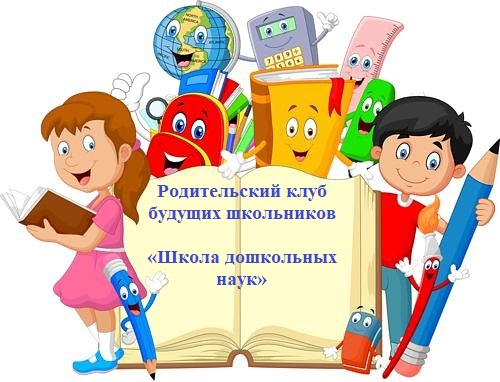 Родительский клуб
будущих школьников
«Школа дошкольных
наук»